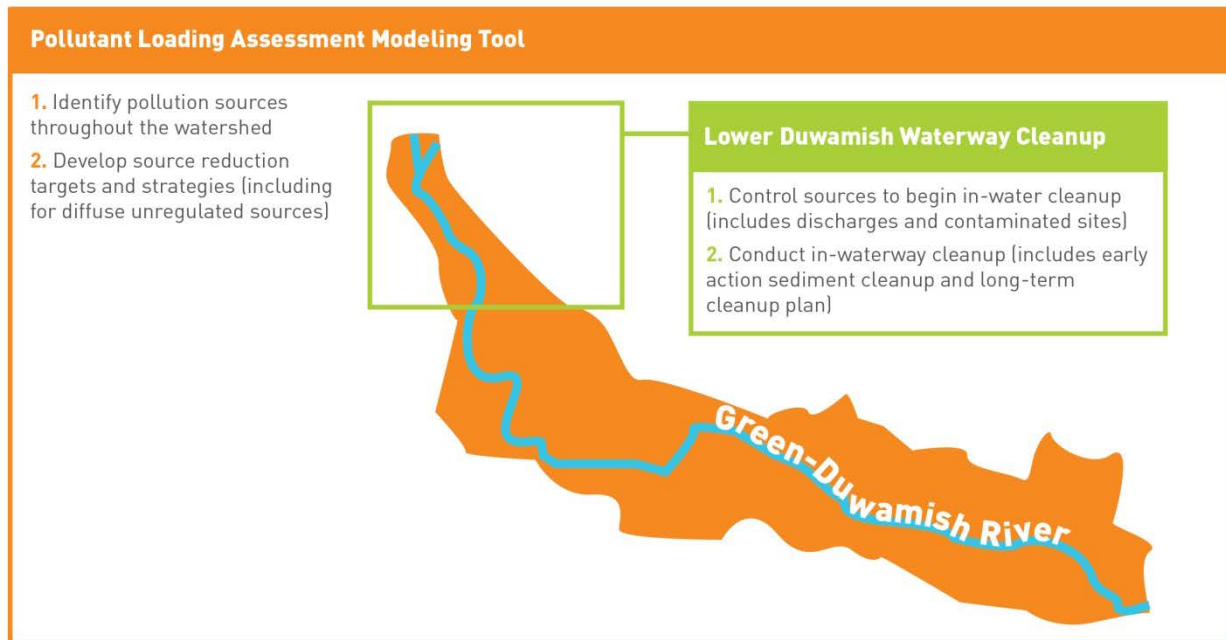 Pollutant Loading Assessment Modeling Tool
1. Identify pollution sources
throughout the watershed
2. Develop source reduction
targets and strategies (including
for diffuse unregulated sources)
Lower Duwamish Waterway Cleanup
1. Control sources to begin in-water cleanup
(includes discharges and contaminated sites)
2. Conduct in-waterway cleanup (includes early
action sediment cleanup and long-term
cleanup plan)
Green-Duwamish River